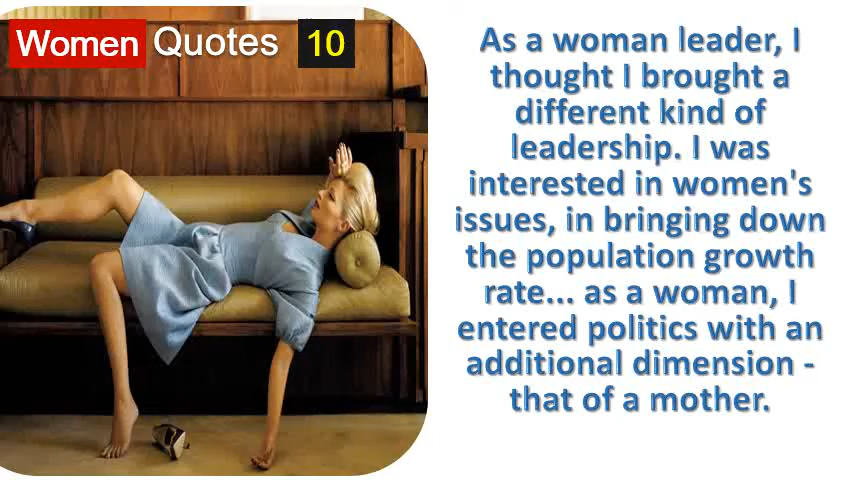 Women Quotes 10
As a woman leader, I
thought I brought a
different kind of
leadership. I was
interested in women's
issues, in bringing down
the population growth
rate... as a woman, I
entered politics with an
additional dimension -
that of a mother.